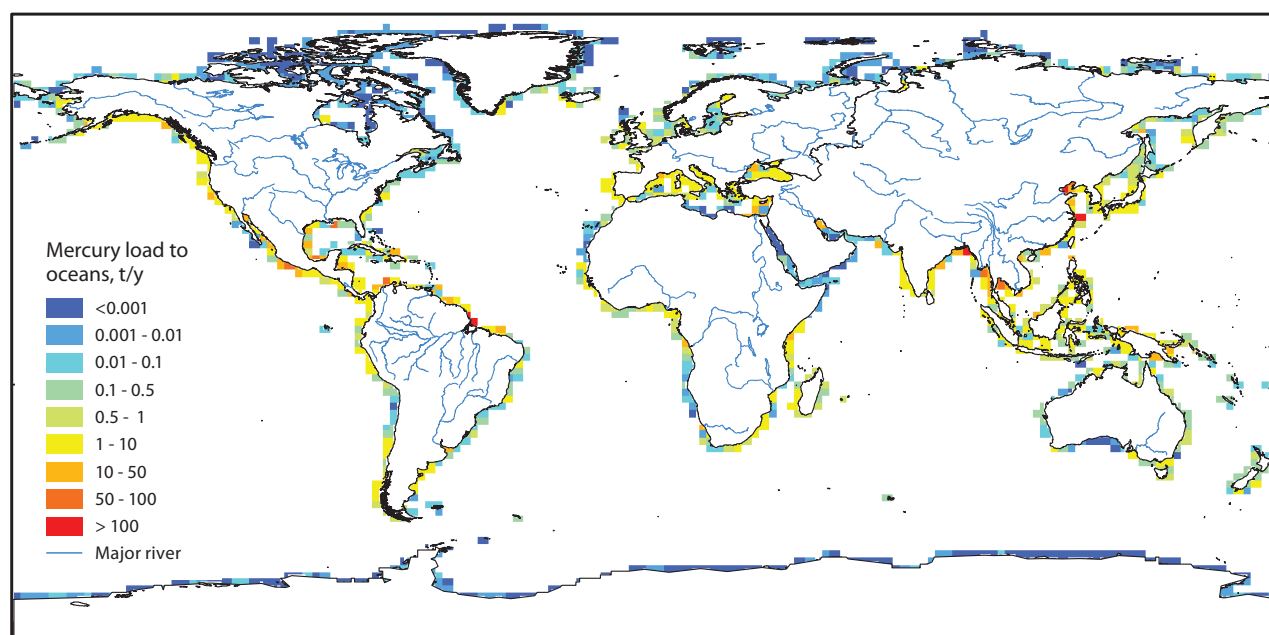 Mercury load to
oceans, t/y
<0.001
0.001 - 0.01
0.01 - 0.1
0.1 - 0.5
0.5 - 1
1 - 10
10 - 50
50 - 100
> 100
Major river